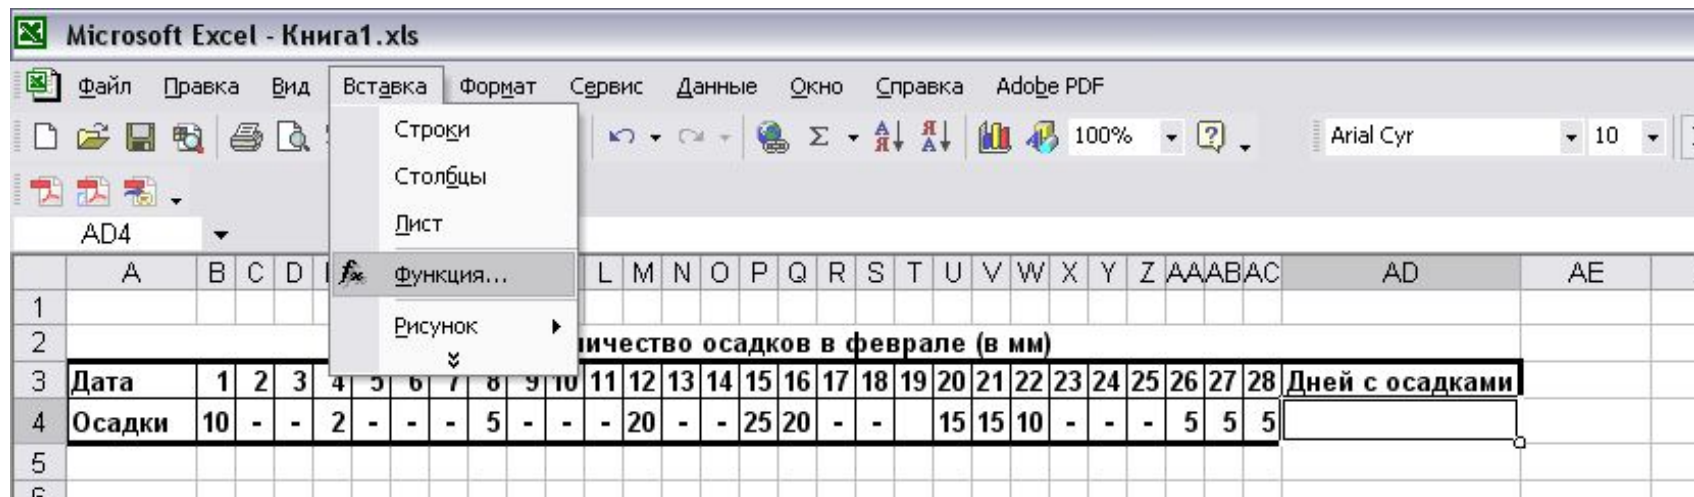 Microsoft Excel - Книга1.xls
Файл Правка Вид Вставка Формат Сервис Данные Окно Справка Adobe PDF
100% Arial Cyr 10
Строки
Столбцы
Лист
Функция...
Рисунок
AD4
A B C D L M N O P Q R S T U V W X Y Z AA AB AC AD AE
1
2 личество осадков в феврале (в мм)
3 Дата 1 2 3 4 5 6 7 8 9 10 11 12 13 14 15 16 17 18 19 20 21 22 23 24 25 26 27 28 Дней с осадками
4 Осадки 10 - - 2 - - - 5 - - - 20 - - 25 20 - - 15 15 10 - - - 5 5 5
5
6